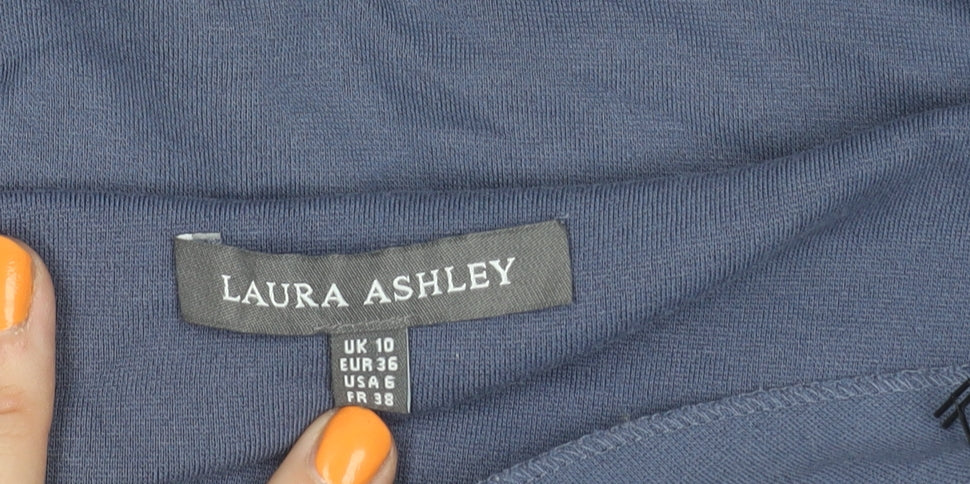 LAURA ASHLEY
UK 10
EUR 36
USA 6
FR 38